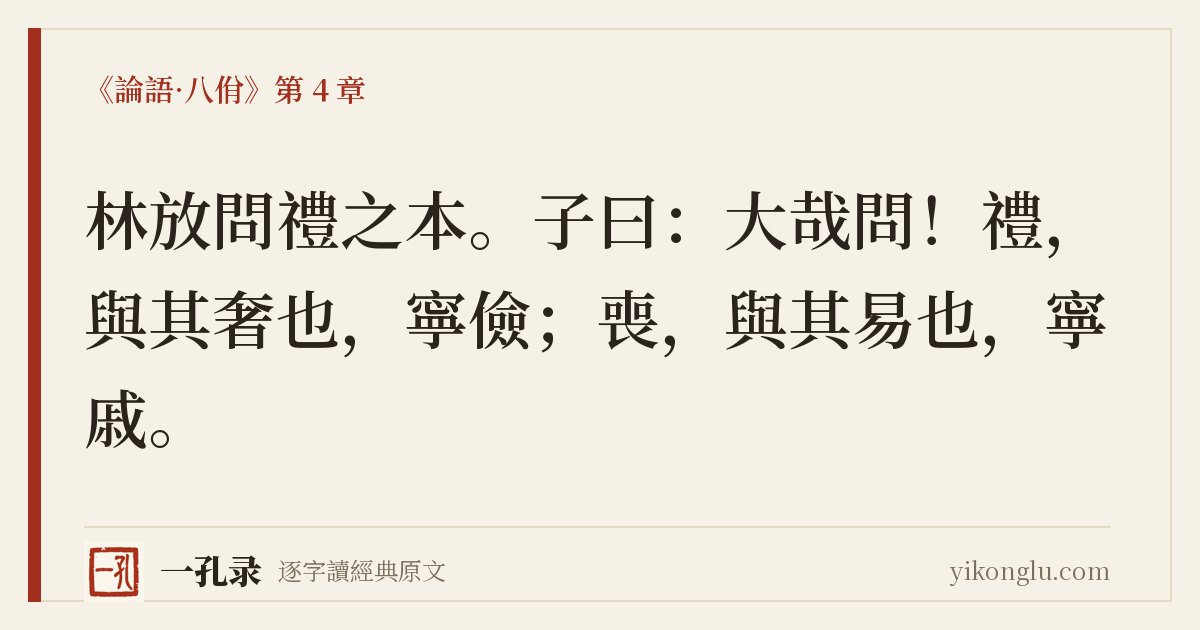 《論語·八佾》第 4 章
林放問禮之本。子曰：大哉問！禮，
與其奢也，寧儉；喪，與其易也，寧
戚。
一孔
一孔录 逐字讀經典原文 yikonglu.com